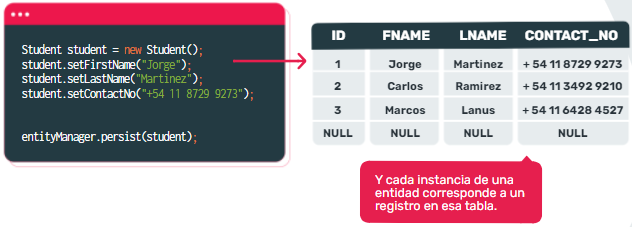 Student student = new Student();
student.setFirstName("Jorge");
student.setLastName("Martinez");
student.setContactNo("+54 11 8729 9273");
entityManager.persist(student);
ID FNAME LNAME CONTACT_NO
1 Jorge Martinez + 54 11 8729 9273
2 Carlos Ramirez + 54 11 3492 9210
3 Marcos Lanus + 54 11 6428 4527
NULL NULL NULL NULL
Y cada instancia de una
entidad corresponde a un
registro en esa tabla.